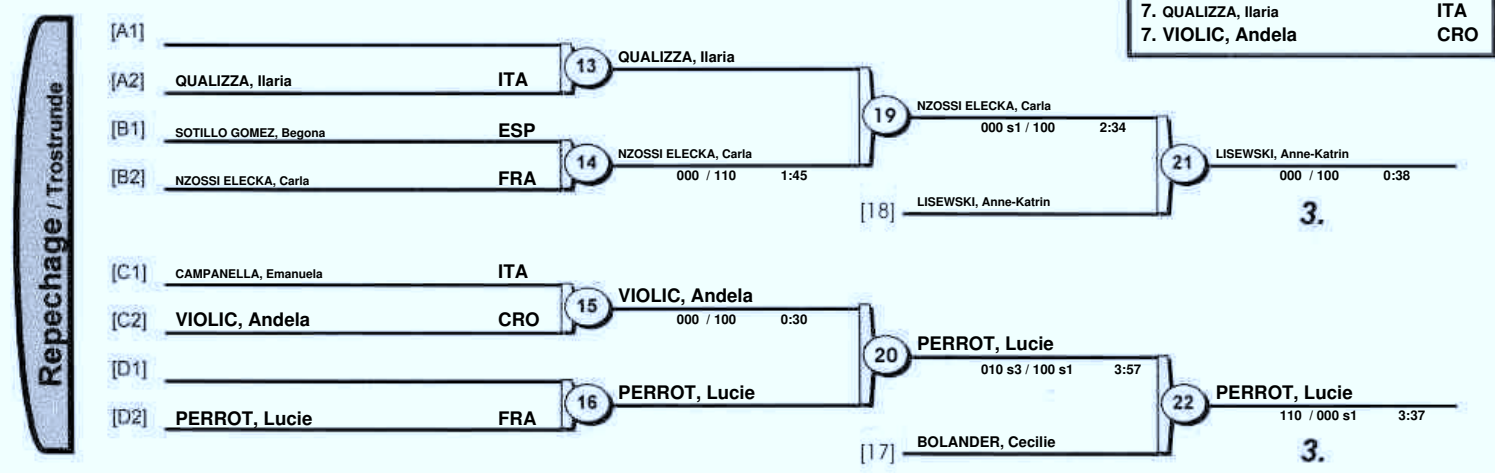 7. QUALIZZA, Ilaria ITA
7. VIOLIC, Andela CRO
Repechage / Trostrunde
[A1]
13 QUALIZZA, Ilaria
[A2] QUALIZZA, Ilaria ITA
19 NZOSSI ELECKA, Carla
000 s1 / 100 2:34
[B1] SOTILLO GOMEZ, Begona ESP
14 NZOSSI ELECKA, Carla
000 / 110 1:45
21 LISEWSKI, Anne-Katrin
000 / 100 0:38
[B2] NZOSSI ELECKA, Carla FRA
[18] LISEWSKI, Anne-Katrin
3.
[C1] CAMPANELLA, Emanuela ITA
15 VIOLIC, Andela
000 / 100 0:30
[C2] VIOLIC, Andela CRO
20 PERROT, Lucie
010 s3 / 100 s1 3:57
[D1]
16 PERROT, Lucie
22 PERROT, Lucie
110 / 000 s1 3:37
[D2] PERROT, Lucie FRA
[17] BOLANDER, Cecilie
3.